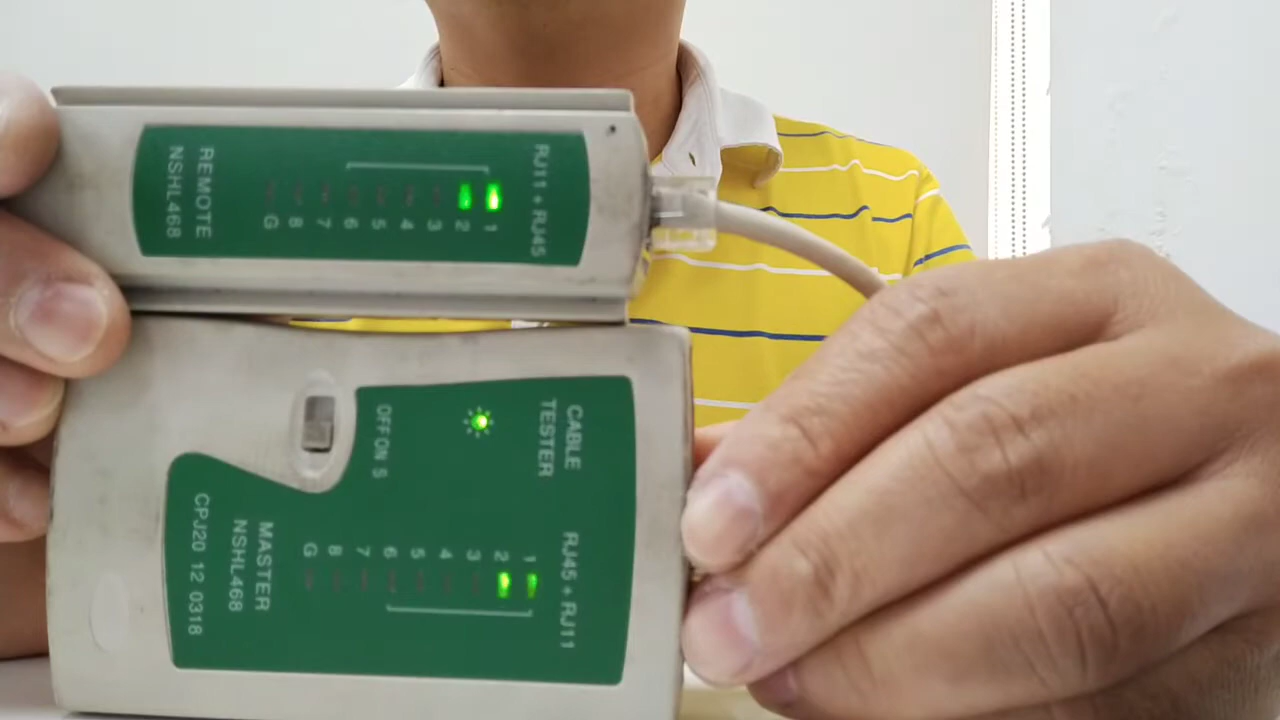 RJ11 + RJ45
1 2 3 4 5 6 7 8 G
REMOTE
NSHL468
CABLE
TESTER
OFF ON S
RJ45 + RJ11
1 2 3 4 5 6 7 8 G
MASTER
NSHL468
CPJ20 12 0318